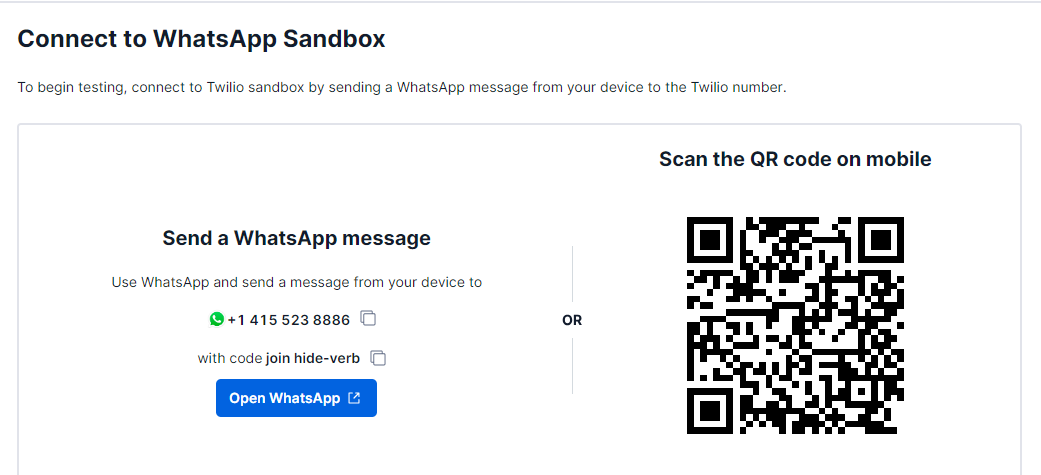 Connect to WhatsApp Sandbox
To begin testing, connect to Twilio sandbox by sending a WhatsApp message from your device to the Twilio number.
Send a WhatsApp message
Use WhatsApp and send a message from your device to
+1 415 523 8886
with code join hide-verb
Open WhatsApp
OR
Scan the QR code on mobile